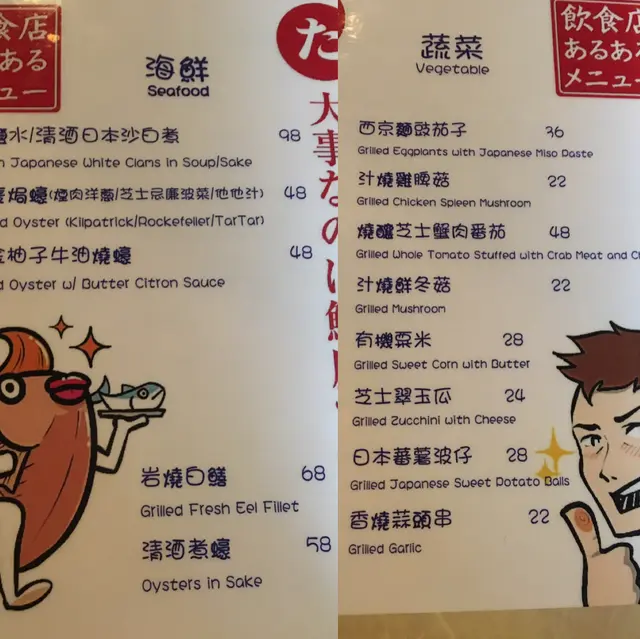 食店
ある
ュー
海鮮
Seafood
水/清酒日本沙白煮 98
Japanese White Clams in Soup/Sake
焗蠔(煙肉洋蔥/芝士忌廉波菜/他他汁) 48
d Oyster (Kilpatrick/Rockefeller/TarTar)
柚子牛油燒蠔 48
d Oyster w/ Butter Citron Sauce
岩燒白鱔 68
Grilled Fresh Eel Fillet
清酒煮蠔 58
Oysters in Sake
た
大事なのは鮮
蔬菜
Vegetable
飲食店
あるある
メニュー
西京麵豉茄子 36
Grilled Eggplants with Japanese Miso Paste
汁燒雞脾菇 22
Grilled Chicken Spleen Mushroom
燒釀芝士蟹肉番茄 48
Grilled Whole Tomato Stuffed with Crab Meat and Ch
汁燒鮮冬菇 22
Grilled Mushroom
有機粟米 28
Grilled Sweet Corn with Butter
芝士翠玉瓜 24
Grilled Zucchini with Cheese
日本蕃薯波仔 28
Grilled Japanese Sweet Potato Balls
香燒蒜頭串 22
Grilled Garlic